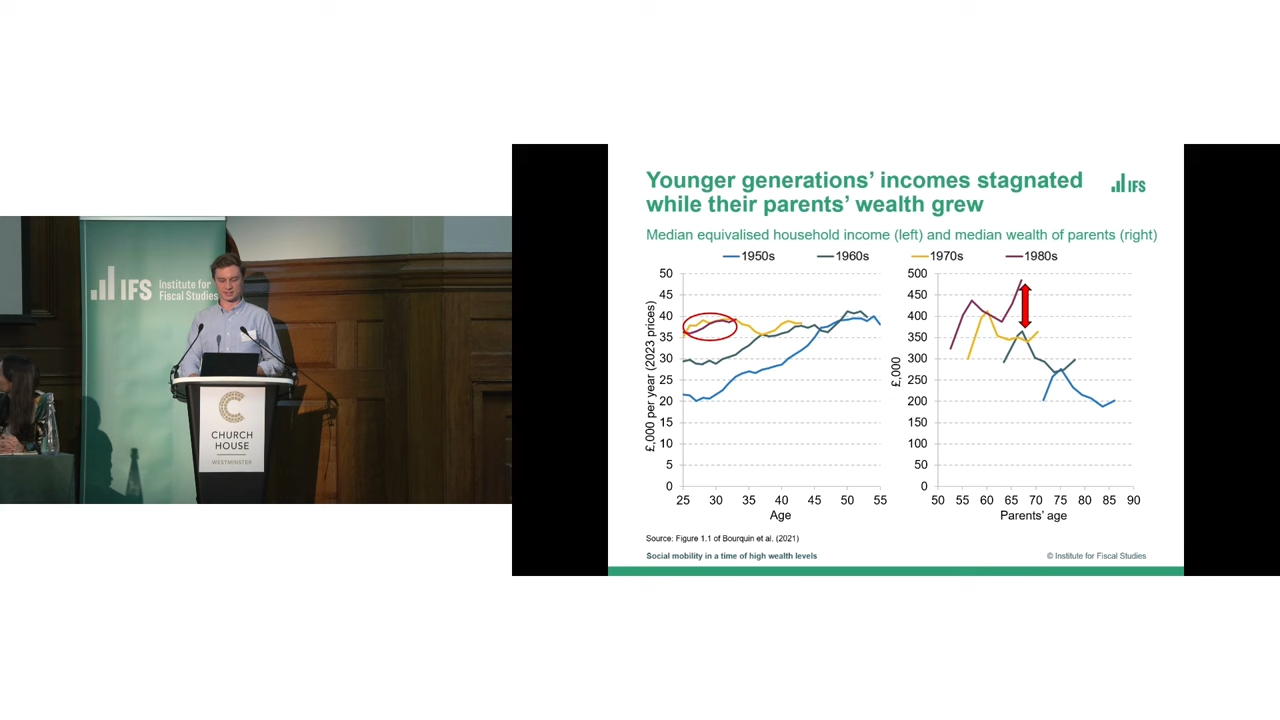 IFS
Institute for
Fiscal Studies
CHURCH
HOUSE
WESTMINSTER
Younger generations’ incomes stagnated
while their parents’ wealth grew
IFS
Median equivalised household income (left) and median wealth of parents (right)
1950s 1960s 1970s 1980s
£,000 per year (2023 prices)
50
45
40
35
30
25
20
15
10
5
0
25 30 35 40 45 50 55
Age
£,000
500
450
400
350
300
250
200
150
100
50
0
50 55 60 65 70 75 80 85 90
Parents’ age
Source: Figure 1.1 of Bourquin et al. (2021)
Social mobility in a time of high wealth levels
© Institute for Fiscal Studies